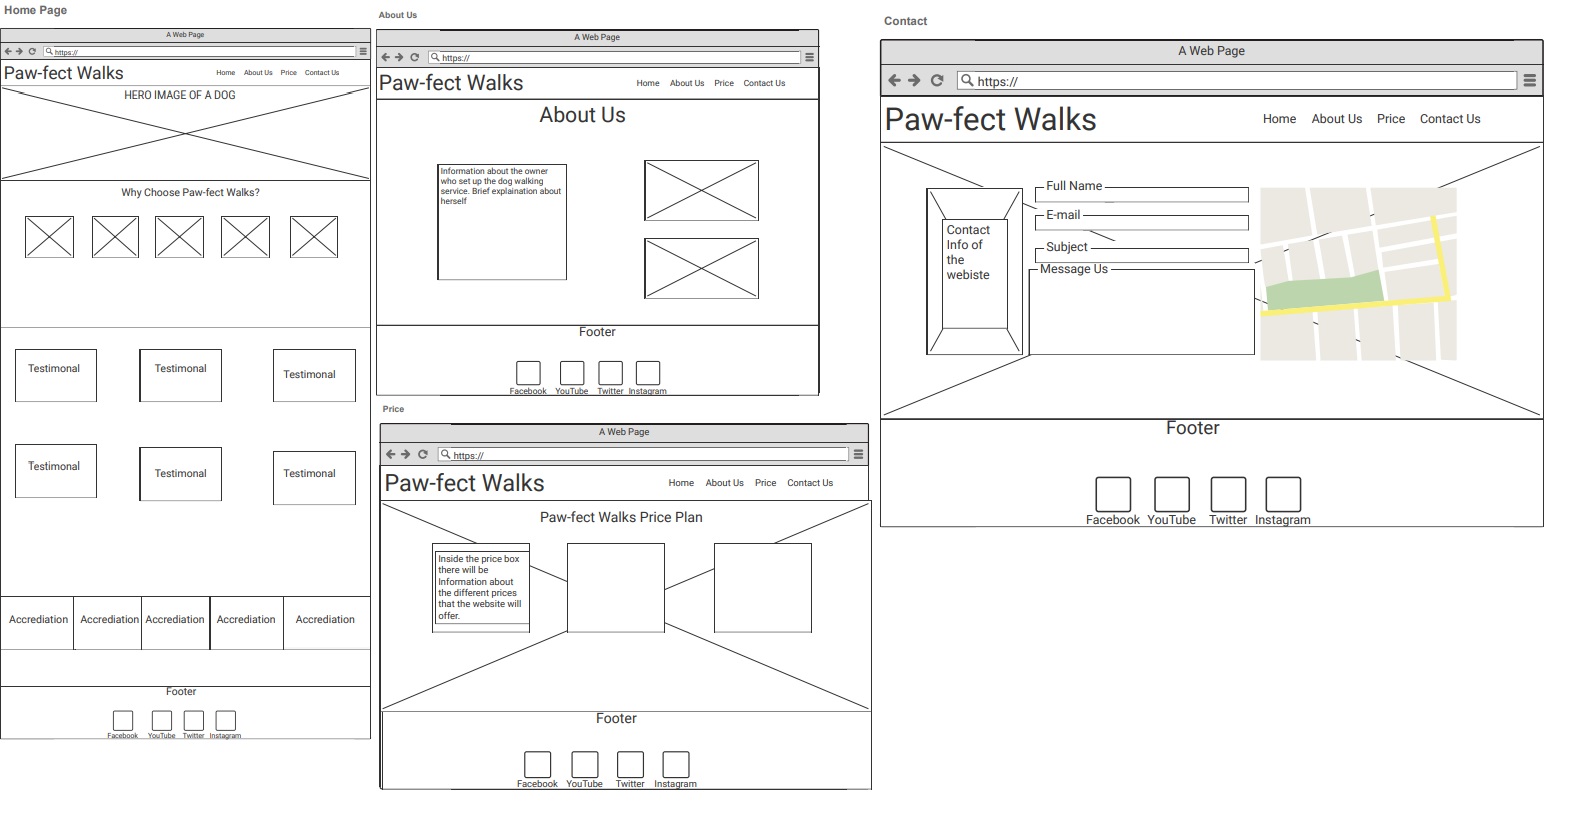 Home Page
A Web Page
https://
Paw-fect Walks
Home About Us Price Contact Us
HERO IMAGE OF A DOG
Why Choose Paw-fect Walks?
Testimonal Testimonal Testimonal
Testimonal Testimonal Testimonal
Accrediation Accrediation Accrediation Accrediation Accrediation
Footer
Facebook YouTube Twitter Instagram
About Us
A Web Page
https://
Paw-fect Walks
Home About Us Price Contact Us
About Us
Information about the owner
who set up the dog walking
service. Brief explaination about
herself
Footer
Facebook YouTube Twitter Instagram
Price
A Web Page
https://
Paw-fect Walks
Home About Us Price Contact Us
Paw-fect Walks Price Plan
Inside the price box
there will be
Information about
the different prices
that the website will
offer.
Footer
Facebook YouTube Twitter Instagram
Contact
A Web Page
https://
Paw-fect Walks
Home About Us Price Contact Us
Contact
Info of
the
webiste
Full Name
E-mail
Subject
Message Us
Footer
Facebook YouTube Twitter Instagram